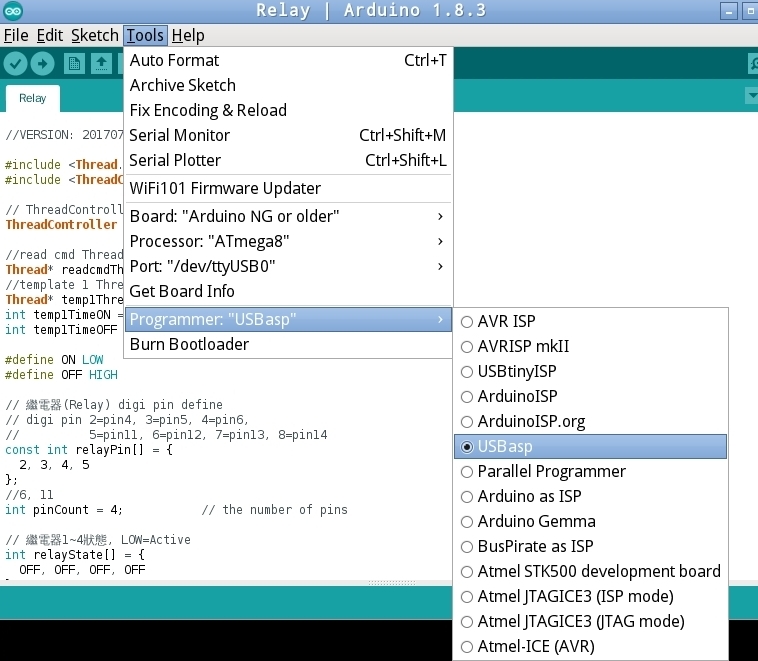 Relay | Arduino 1.8.3
File Edit Sketch Tools Help
Auto Format Ctrl+T
Archive Sketch
Fix Encoding & Reload
Serial Monitor Ctrl+Shift+M
Serial Plotter Ctrl+Shift+L
WiFi101 Firmware Updater
Board: "Arduino NG or older"
Processor: "ATmega8"
Port: "/dev/ttyUSB0"
Get Board Info
Programmer: "USBasp"
Burn Bootloader
AVR ISP
AVRISP mkII
USBtinyISP
ArduinoISP
ArduinoISP.org
USBasp
Parallel Programmer
Arduino as ISP
Arduino Gemma
BusPirate as ISP
Atmel STK500 development board
Atmel JTAGICE3 (ISP mode)
Atmel JTAGICE3 (JTAG mode)
Atmel-ICE (AVR)
Relay
//VERSION: 201707
#include <Thread.
#include <ThreadC
// ThreadControll
ThreadController
//read cmd Thread
Thread* readcmdTh
//template 1 Thre
Thread* temp1Thre
int temp1TimeON =
int temp1TimeOFF
#define ON LOW
#define OFF HIGH
// 繼電器(Relay) digi pin define
// digi pin 2=pin4, 3=pin5, 4=pin6,
// 5=pin11, 6=pin12, 7=pin13, 8=pin14
const int relayPin[] = {
2, 3, 4, 5
};
//6, 11
int pinCount = 4; // the number of pins
// 繼電器1~4狀態, LOW=Active
int relayState[] = {
OFF, OFF, OFF, OFF